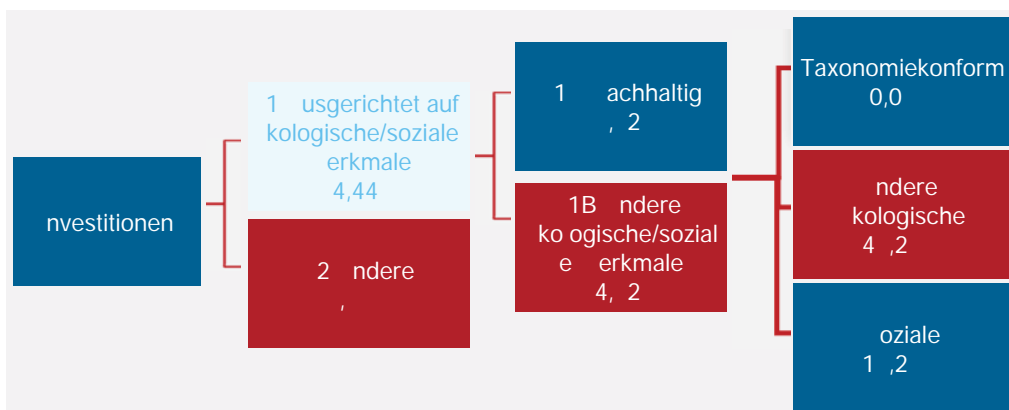 nvestitionen
1 usgerichtet auf
kologische/soziale
erkmale
4,44
2 ndere
,
1 achhaltig
, 2
1B ndere
ko ogische/sozial
e erkmale
4, 2
Taxonomiekonform
0,0
ndere
kologische
4 ,2
oziale
1 ,2